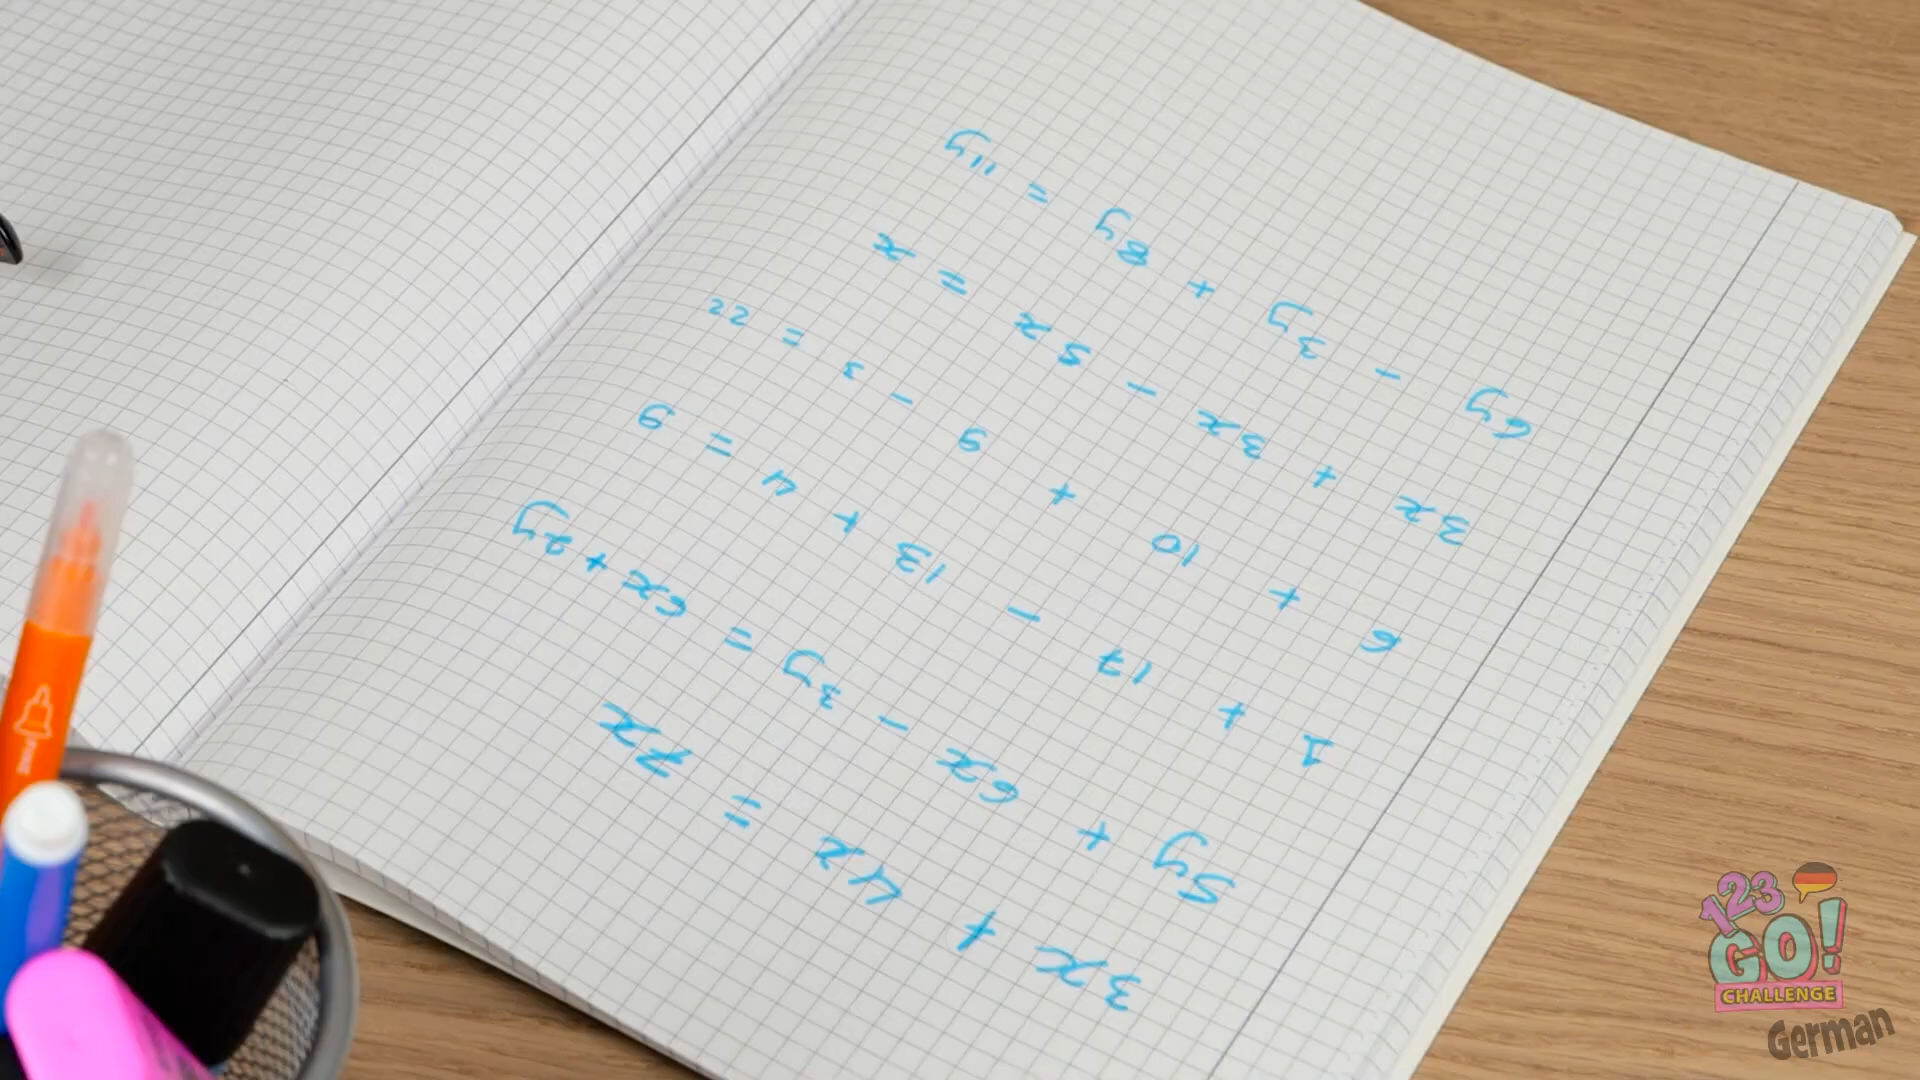 3x + 4x = 7x
5y + 6x - 3y = 6x + 2y
1 + 17 - 13 + 4 = 9
6 + 10 + 9 - 3 = 22
3x + 3x - 5x = x
6y - 3y + 8y = 11y
FINE
123
GO!
CHALLENGE
German